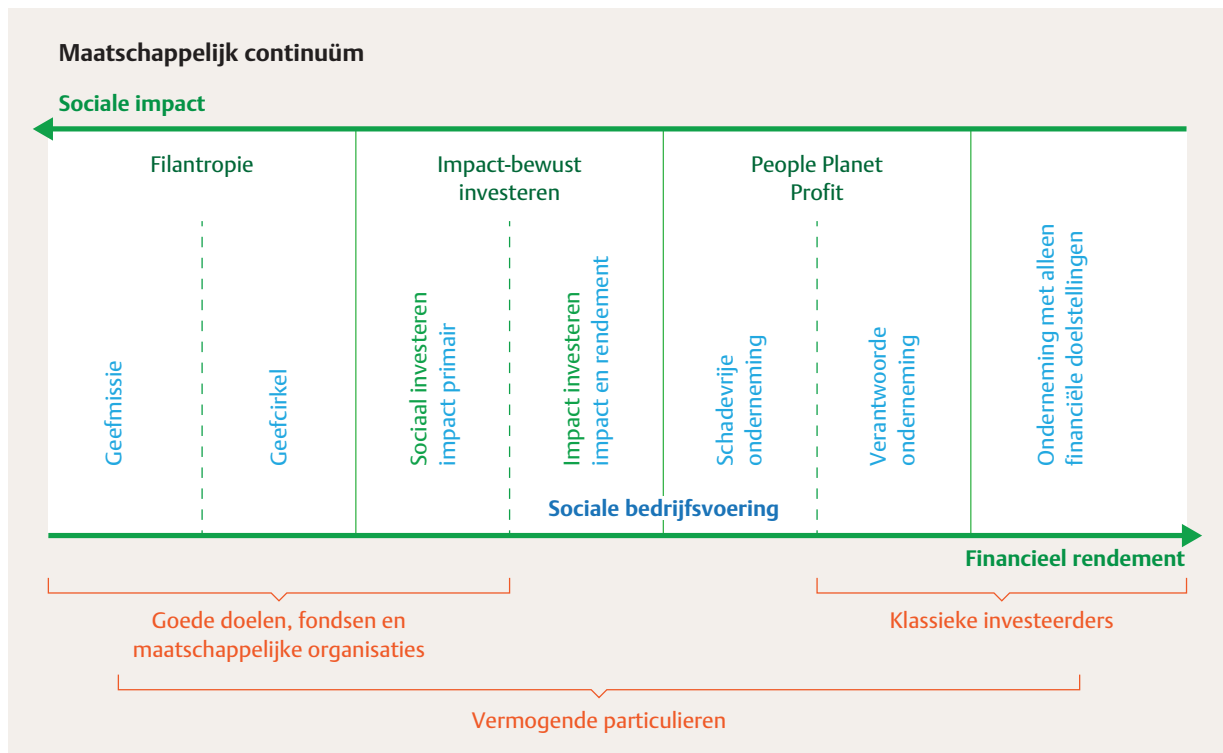 Maatschappelijk continuüm
Sociale impact
Filantropie
Impact-bewust
investeren
People Planet
Profit
Geefmissie
Geefcirkel
Sociaal investeren
impact primair
Impact investeren
impact en rendement
Schadevrije
onderneming
Verantwoorde
onderneming
Onderneming met alleen
financiële doelstellingen
Sociale bedrijfsvoering
Financieel rendement
Goede doelen, fondsen en
maatschappelijke organisaties
Klassieke investeerders
Vermogende particulieren